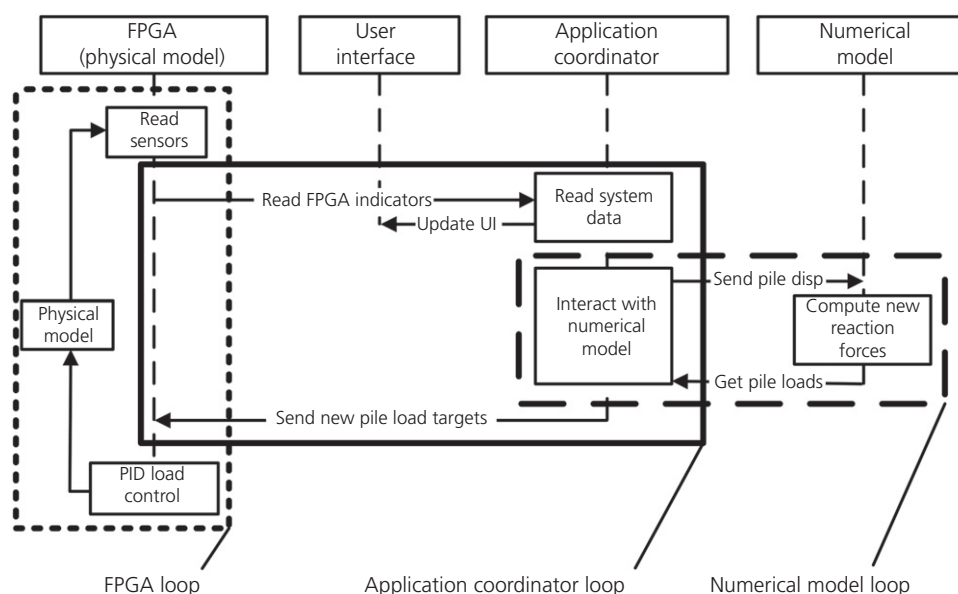 FPGA
(physical model)
User
interface
Application
coordinator
Numerical
model
Read
sensors
Read FPGA indicators
Read system
data
Update UI
Send pile disp
Interact with
numerical
model
Physical
model
Compute new
reaction
forces
Get pile loads
Send new pile load targets
PID load
control
FPGA loop
Application coordinator loop
Numerical model loop